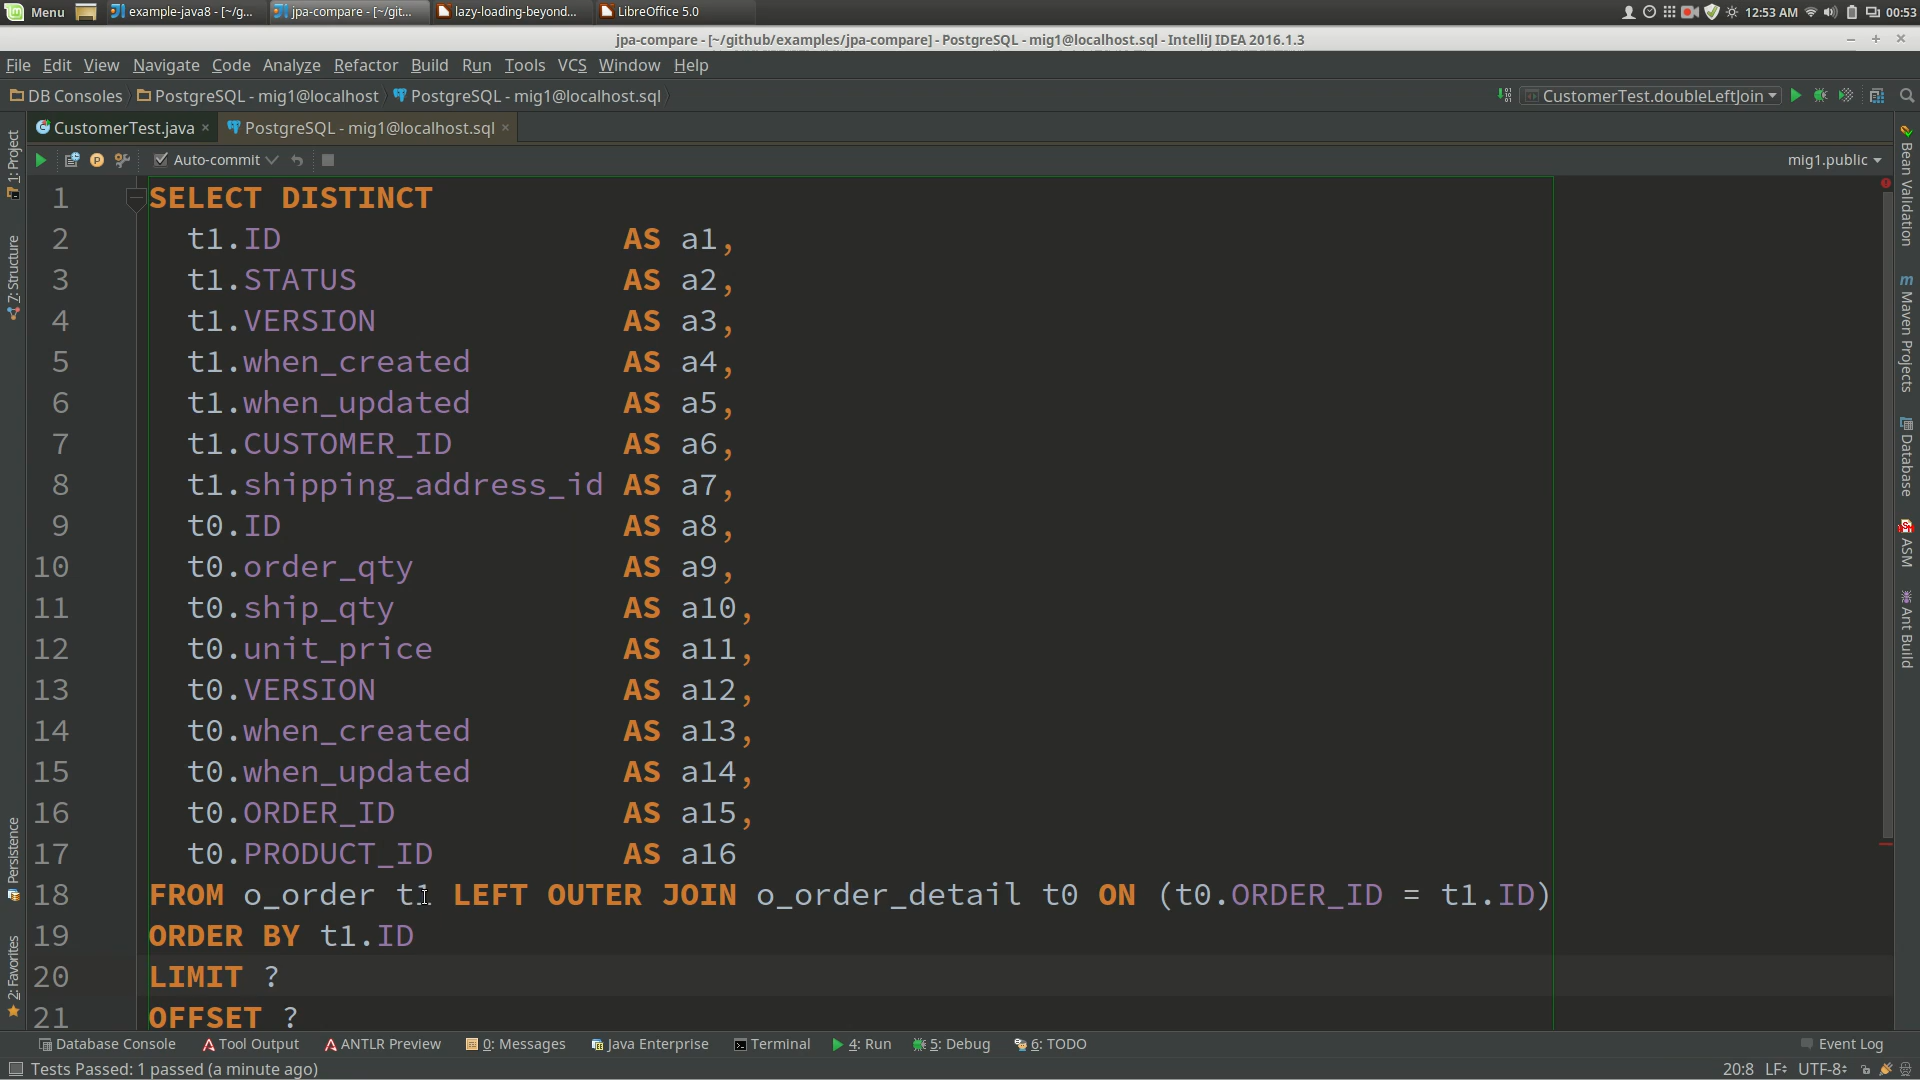 Menu example-java8 - [~/g... jpa-compare - [~/git... lazy-loading-beyond... LibreOffice 5.0 12:53 AM 00:53
jpa-compare - [~/github/examples/jpa-compare] - PostgreSQL - mig1@localhost.sql - IntelliJ IDEA 2016.1.3
File Edit View Navigate Code Analyze Refactor Build Run Tools VCS Window Help
DB Consoles PostgreSQL - mig1@localhost PostgreSQL - mig1@localhost.sql CustomerTest.doubleLeftJoin
CustomerTest.java × PostgreSQL - mig1@localhost.sql ×
Auto-commit mig1.public
1 SELECT DISTINCT
2 t1.ID AS a1,
3 t1.STATUS AS a2,
4 t1.VERSION AS a3,
5 t1.when_created AS a4,
6 t1.when_updated AS a5,
7 t1.CUSTOMER_ID AS a6,
8 t1.shipping_address_id AS a7,
9 t0.ID AS a8,
10 t0.order_qty AS a9,
11 t0.ship_qty AS a10,
12 t0.unit_price AS a11,
13 t0.VERSION AS a12,
14 t0.when_created AS a13,
15 t0.when_updated AS a14,
16 t0.ORDER_ID AS a15,
17 t0.PRODUCT_ID AS a16
18 FROM o_order t1 LEFT OUTER JOIN o_order_detail t0 ON (t0.ORDER_ID = t1.ID)
19 ORDER BY t1.ID
20 LIMIT ?
21 OFFSET ?
1: Project
7: Structure
Persistence
2: Favorites
Bean Validation
Maven Projects
Database
ASM
Ant Build
Database Console Tool Output ANTLR Preview 0: Messages Java Enterprise Terminal 4: Run 5: Debug 6: TODO Event Log
Tests Passed: 1 passed (a minute ago) 20:8 LF UTF-8